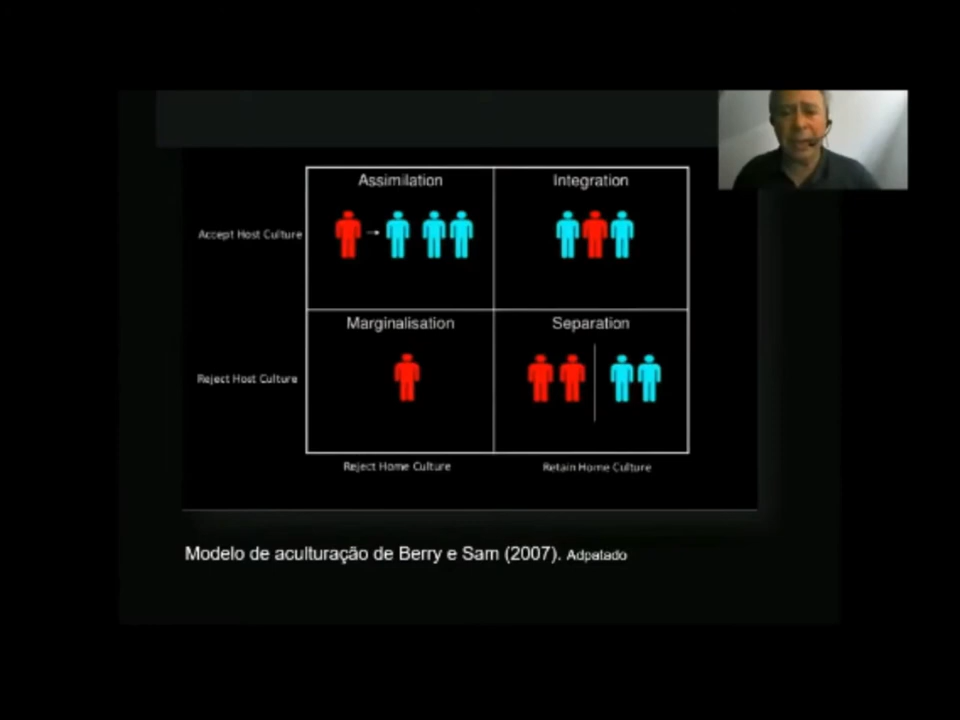 Assimilation
Integration
Accept Host Culture
Marginalisation
Separation
Reject Host Culture
Reject Home Culture
Retain Home Culture
Modelo de aculturação de Berry e Sam (2007). Adpatado